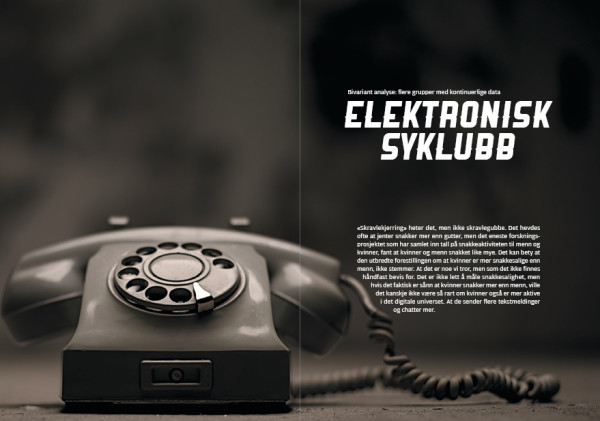 Bivariant analyse: flere grupper med kontinuerlige data
ELEKTRONISK
SYKLUBB
«Skravlekjerring» heter det, men ikke skravlegubbe. Det hevdes
ofte at jenter snakker mer enn gutter, men det eneste forsknings-
prosjektet som har samlet inn tall på snakkeaktiviteten til menn og
kvinner, fant at kvinner og menn snakket like mye. Det kan bety at
den utbredte forestillingen om at kvinner er mer snakkesalige enn
menn, ikke stemmer. At det er noe vi tror, men som det ikke finnes
håndfast bevis for. Det er ikke lett å måle snakkesalighet, men
hvis det faktisk er sånn at kvinner snakker mer enn menn, ville
det kanskje ikke være så rart om kvinner også er mer aktive
i det digitale universet. At de sender flere tekstmeldinger
og chatter mer.